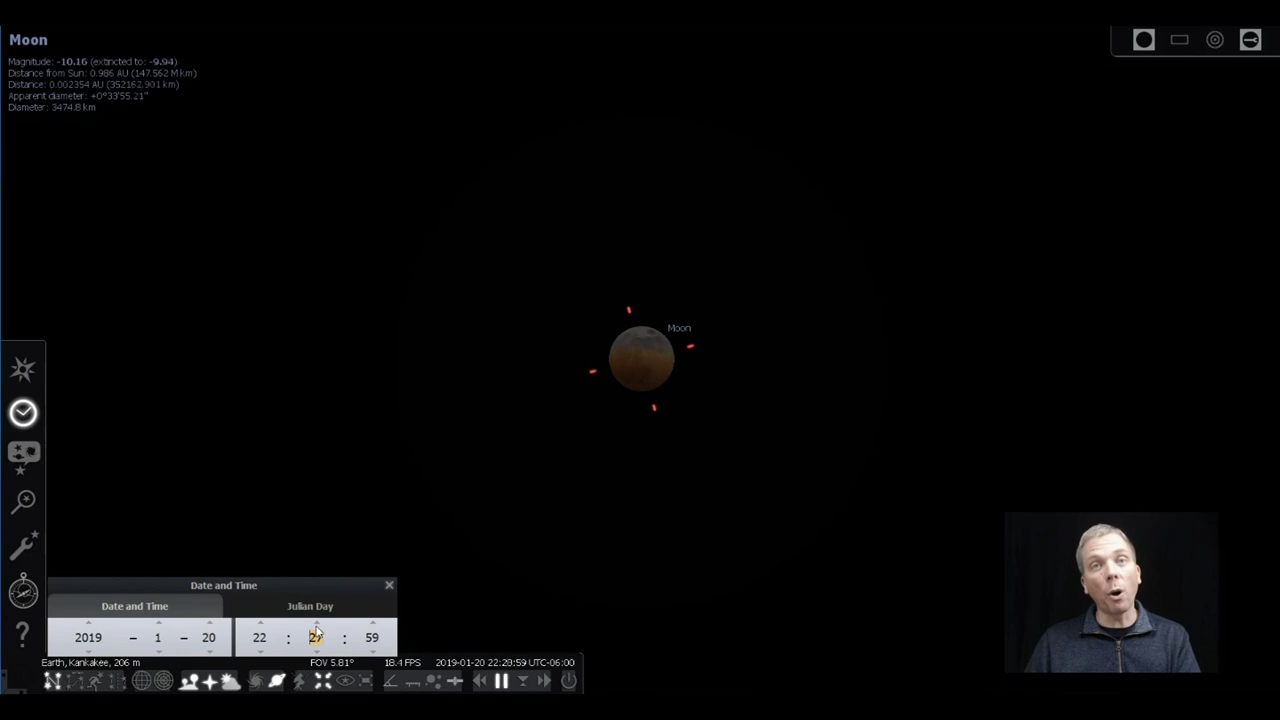 Moon
Magnitude: -10.16 (extincted to: -9.94)
Distance from Sun: 0.986 AU (147.562 M km)
Distance: 0.002354 AU (352162.901 km)
Apparent diameter: +0°33'55.21"
Diameter: 3474.8 km
Moon
Date and Time
Date and Time Julian Day
2019 - 1 - 20 22 : : 59
Earth, Kankakee, 206 m FOV 5.81° 18.4 FPS 2019-01-20 22:28:59 UTC-06:00